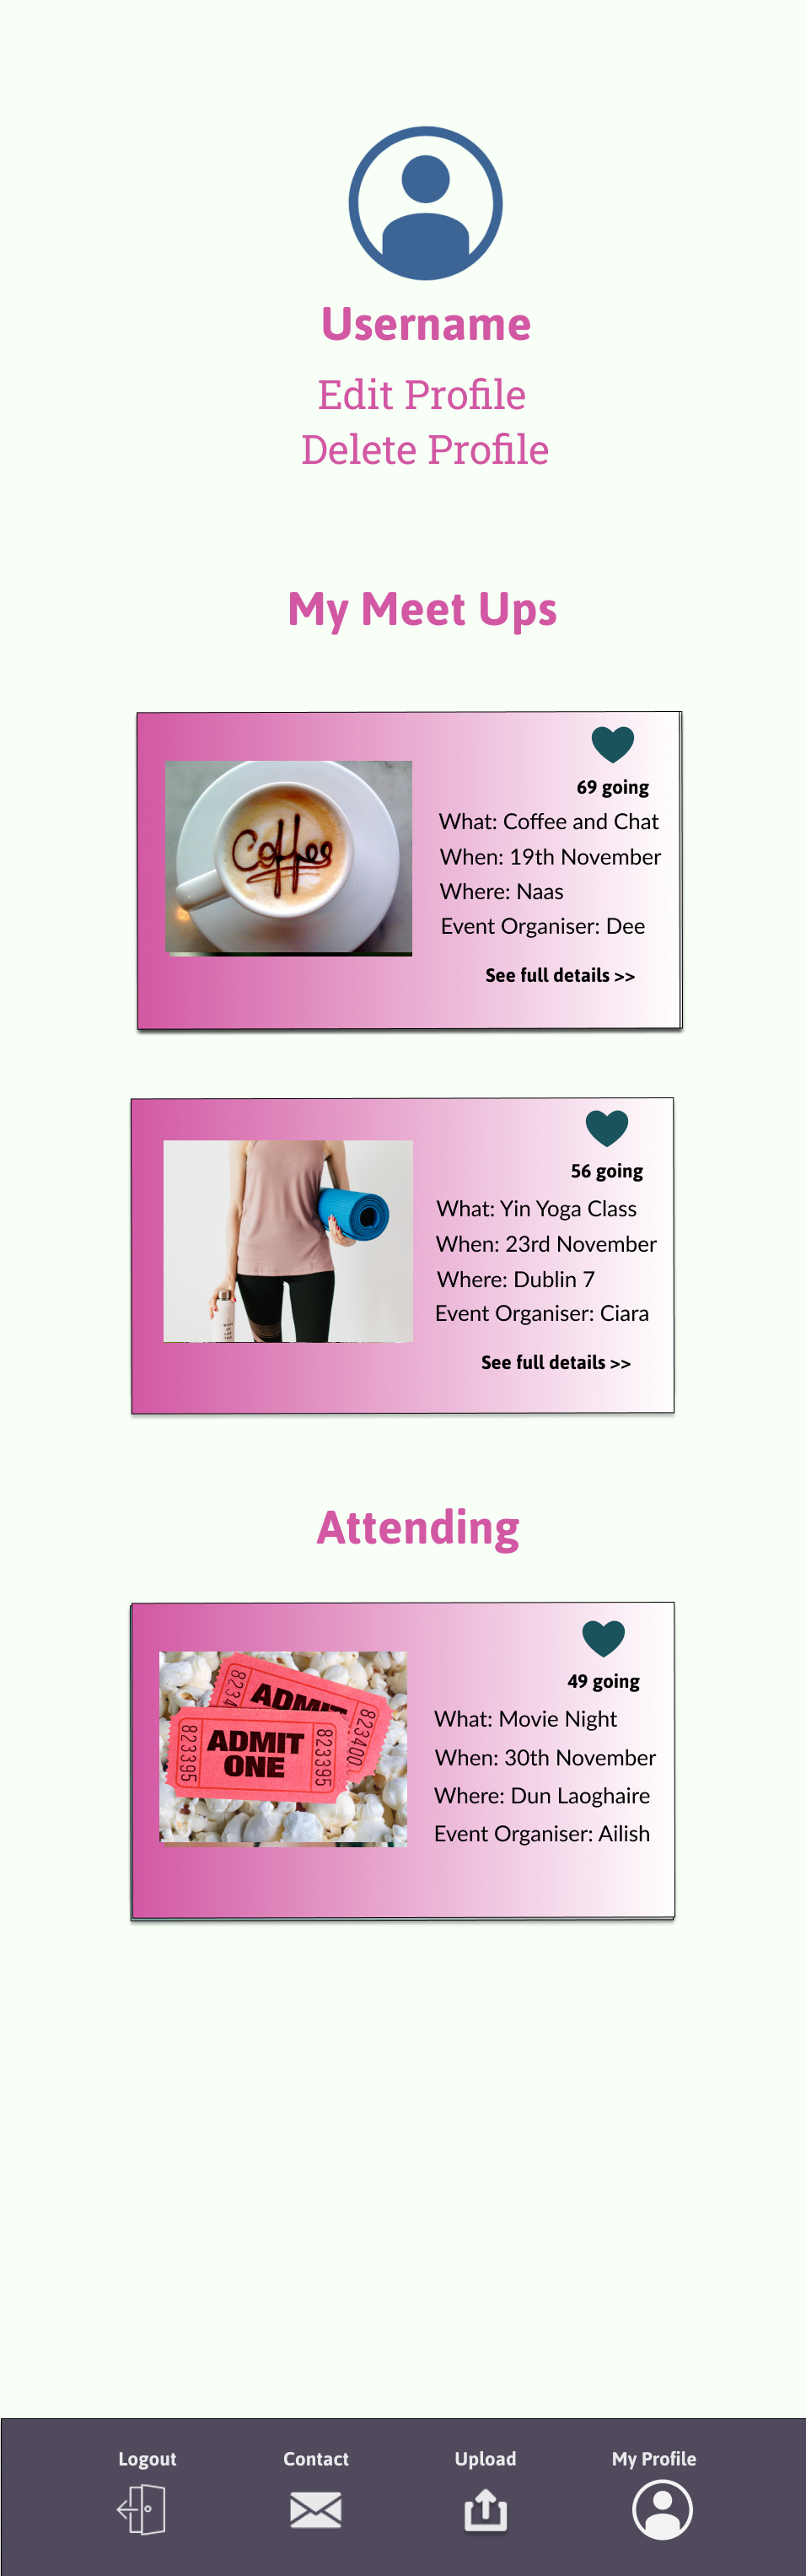 Username
Edit Profile
Delete Profile
My Meet Ups
Coffee
69 going
What: Coffee and Chat
When: 19th November
Where: Naas
Event Organiser: Dee
See full details >>
56 going
What: Yin Yoga Class
When: 23rd November
Where: Dublin 7
Event Organiser: Ciara
See full details >>
Attending
823400
ADMIT
823395
ADMIT
ONE
823395
49 going
What: Movie Night
When: 30th November
Where: Dun Laoghaire
Event Organiser: Ailish
Logout
Contact
Upload
My Profile